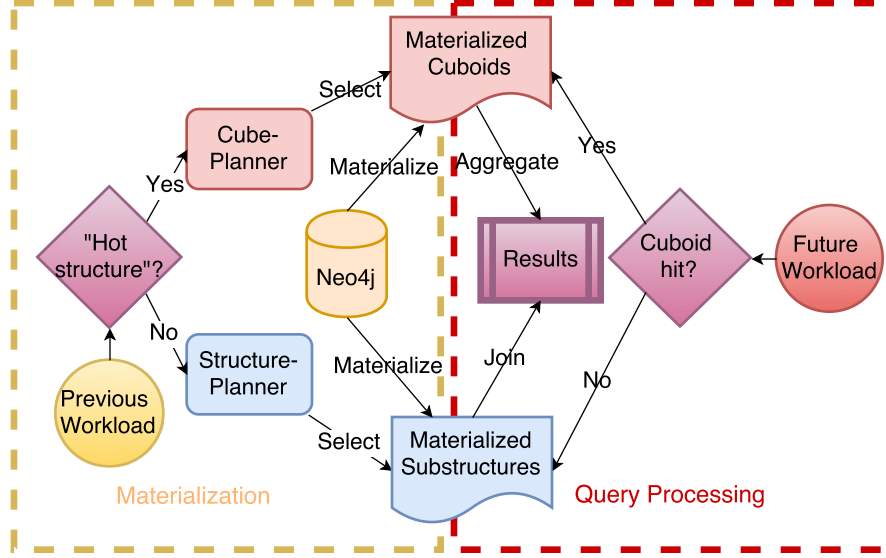 Materialized
Cuboids
Select
Cube-
Planner
Materialize
Aggregate
Yes
Yes
"Hot
structure"?
Neo4j
Results
Cuboid
hit?
Future
Workload
No
Structure-
Planner
Materialize
Join
No
Previous
Workload
Select
Materialized
Substructures
Materialization
Query Processing